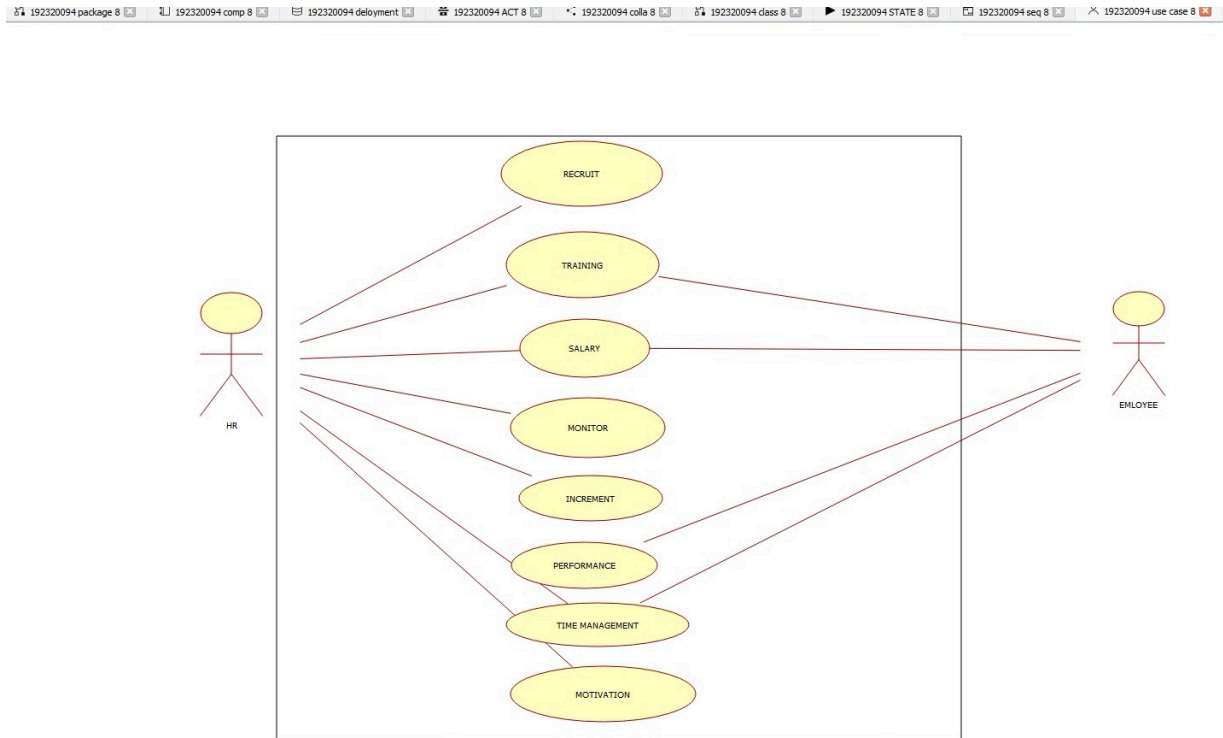 192320094 package 8
192320094 comp 8
192320094 deloyment
192320094 ACT 8
192320094 colla 8
192320094 class 8
192320094 STATE 8
192320094 seq 8
192320094 use case 8
RECRUIT
TRAINING
SALARY
MONITOR
INCREMENT
PERFORMANCE
TIME MANAGEMENT
MOTIVATION
HR
EMLOYEE